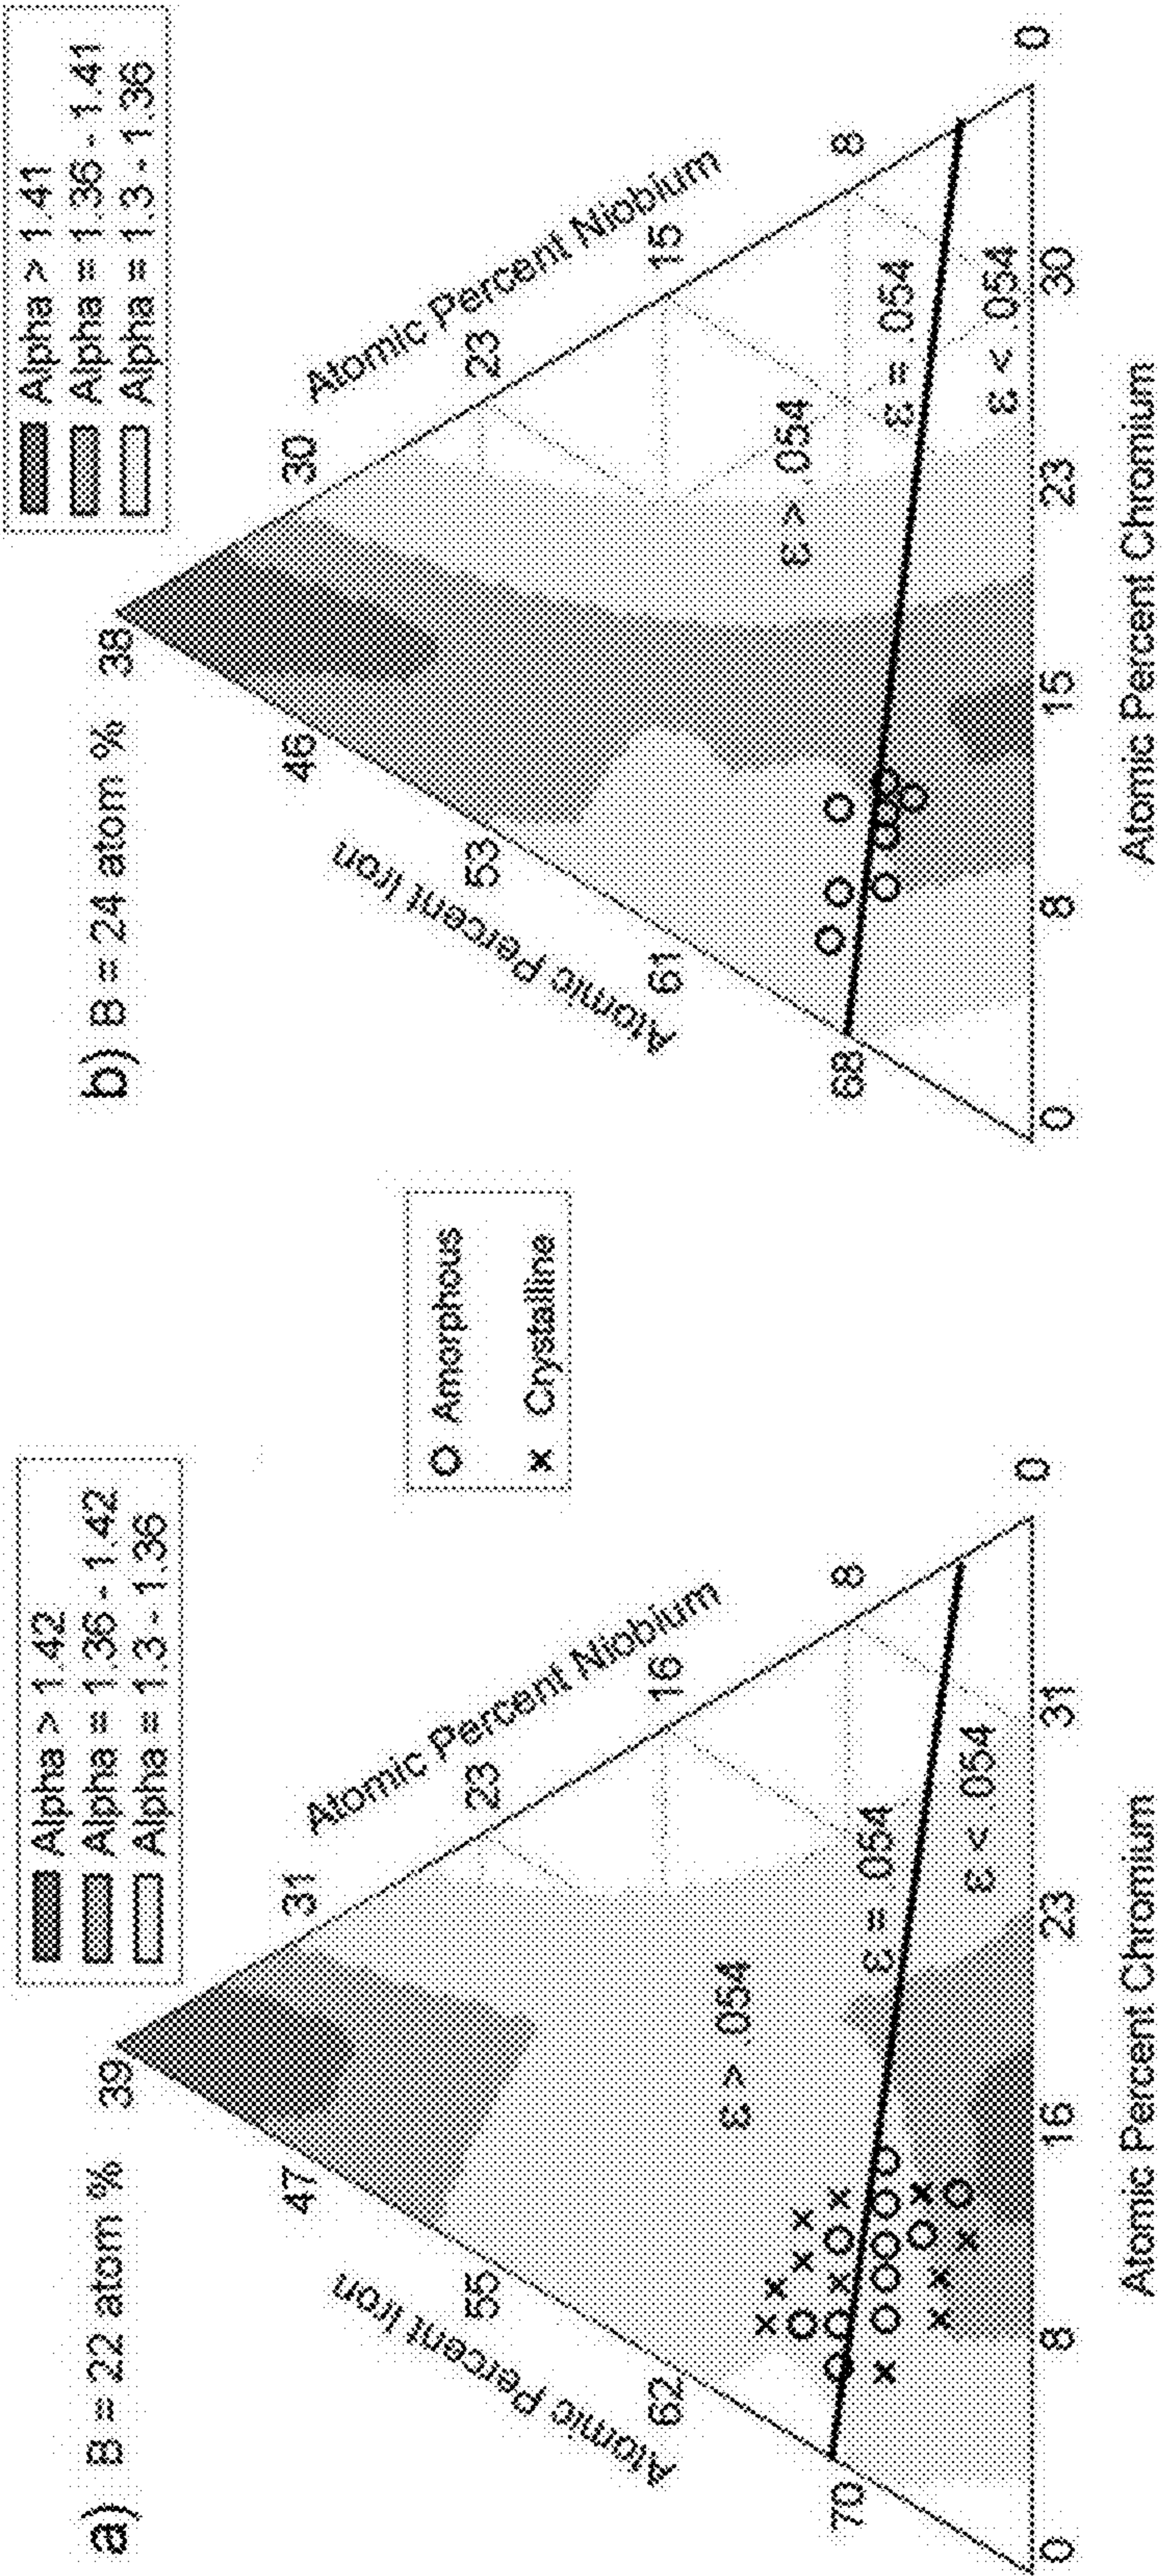 a) B = 22 atom %
Alpha > 1.42
Alpha = 1.36 - 1.42
Alpha = 1.3 - 1.36
39
47
55
62
70
0
Atomic Percent Iron
31
23
16
8
0
Atomic Percent Niobium
ε > .054
ε = .054
ε < .054
8
16
23
31
Atomic Percent Chromium
O Amorphous
x Crystalline
b) B = 24 atom %
Alpha > 1.41
Alpha = 1.36 - 1.41
Alpha = 1.3 - 1.36
38
46
53
61
68
0
Atomic Percent Iron
30
23
15
8
0
Atomic Percent Niobium
ε > .054
ε = .054
ε < .054
8
15
23
30
Atomic Percent Chromium